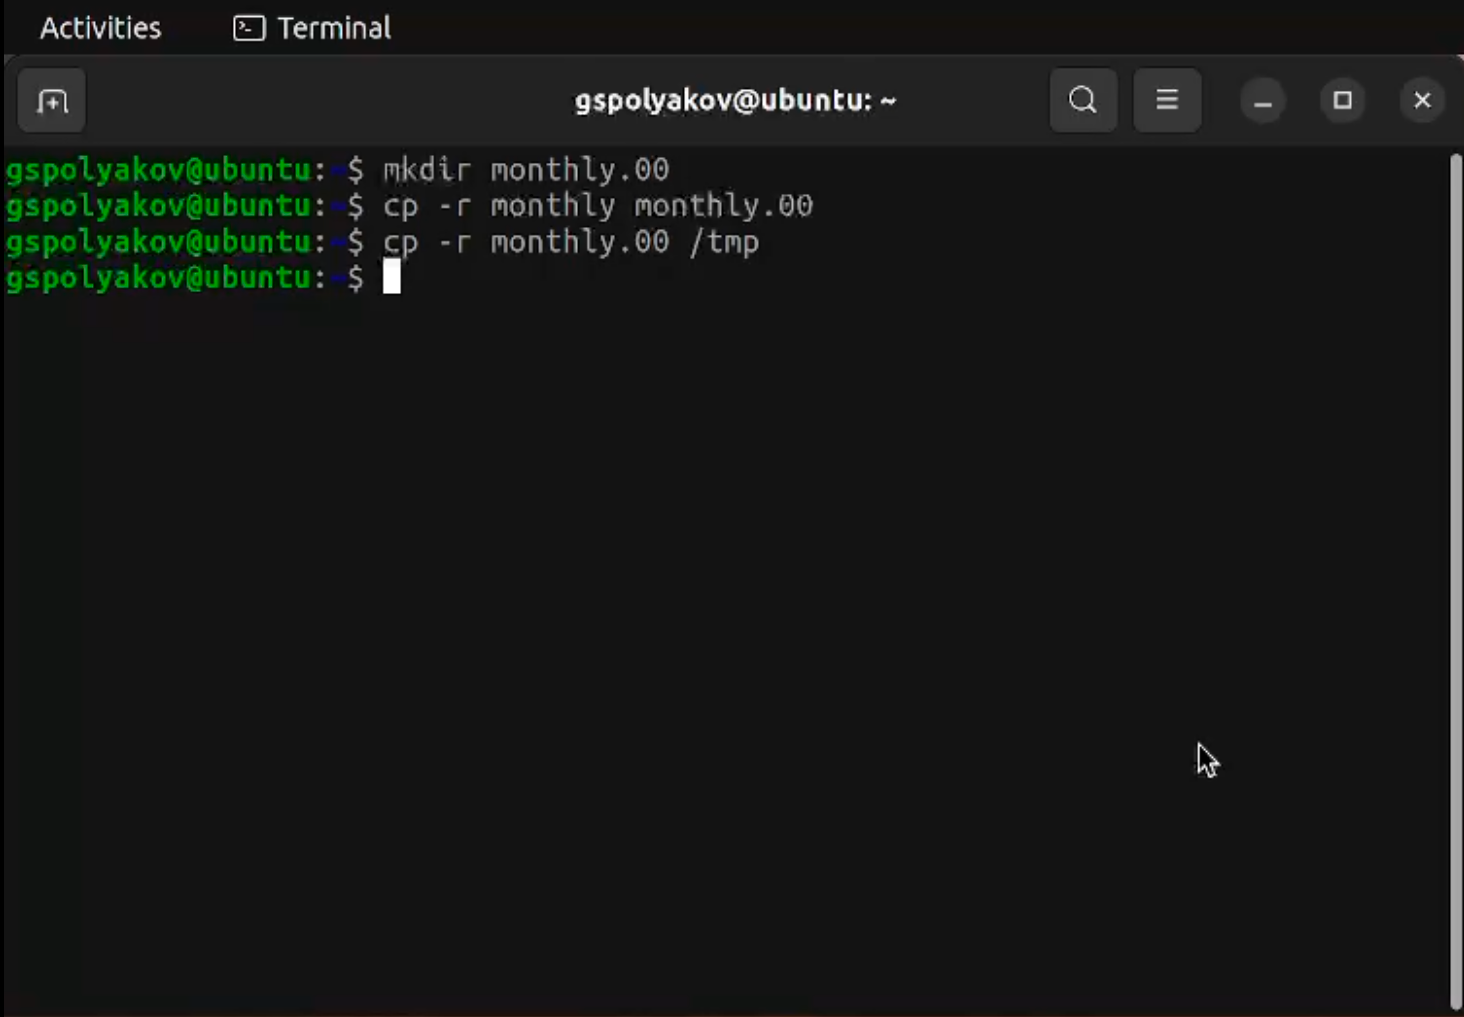 Activities Terminal
gspolyakov@ubuntu: ~
gspolyakov@ubuntu:~$ mkdir monthly.00
gspolyakov@ubuntu:~$ cp -r monthly monthly.00
gspolyakov@ubuntu:~$ cp -r monthly.00 /tmp
gspolyakov@ubuntu:~$